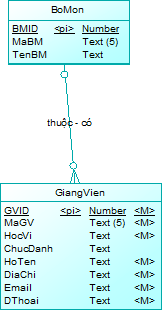 BoMon
BMID <pi> Number
MaBM Text (5)
TenBM Text
thuộc - có
GiangVien
GVID <pi> Number <M>
MaGV Text (5) <M>
HocVi Text <M>
ChucDanh Text
HoTen Text <M>
DiaChi Text <M>
Email Text <M>
DThoai Text <M>